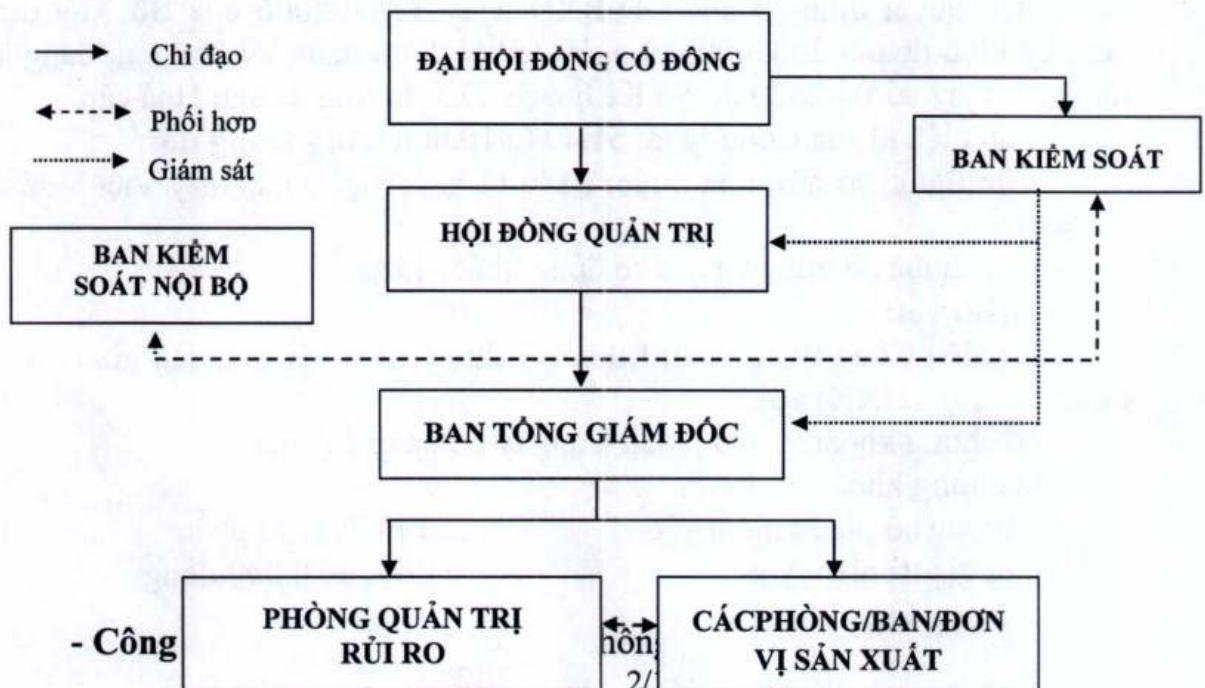 Chỉ đạo
Phối hợp
Giám sát
ĐẠI HỘI ĐỒNG CỔ ĐÔNG
BAN KIỂM SOÁT
HỘI ĐỒNG QUẢN TRỊ
BAN KIỂM
SOÁT NỘI BỘ
BAN TỔNG GIÁM ĐỐC
PHÒNG QUẢN TRỊ
RỦI RO
CÁCPHÒNG/BAN/ĐƠN
VỊ SẢN XUẤT
- Công
2/